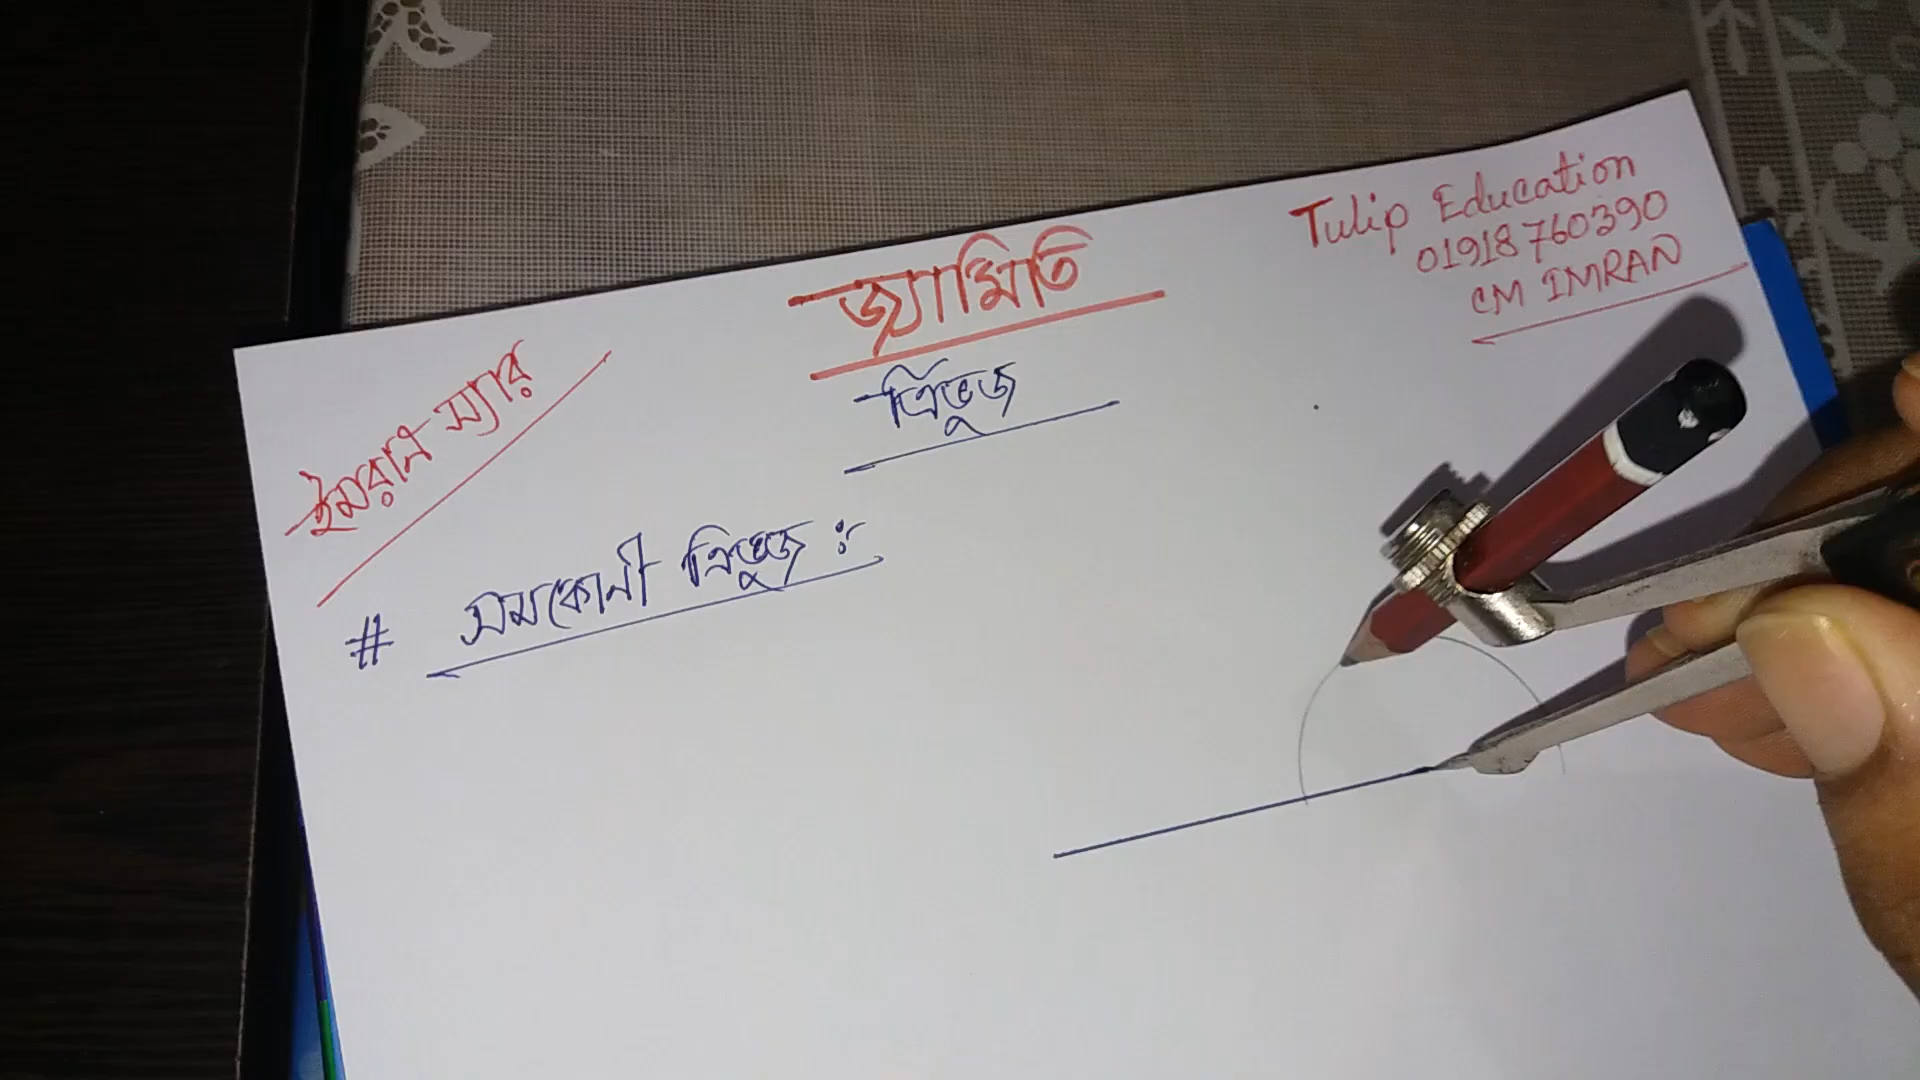 Tulip Education
01918760390
CM IMRAN
জ্যামিতি
ত্রিভুজ
ইমরান স্যার
# সমকোনী ত্রিভুজ ঃ